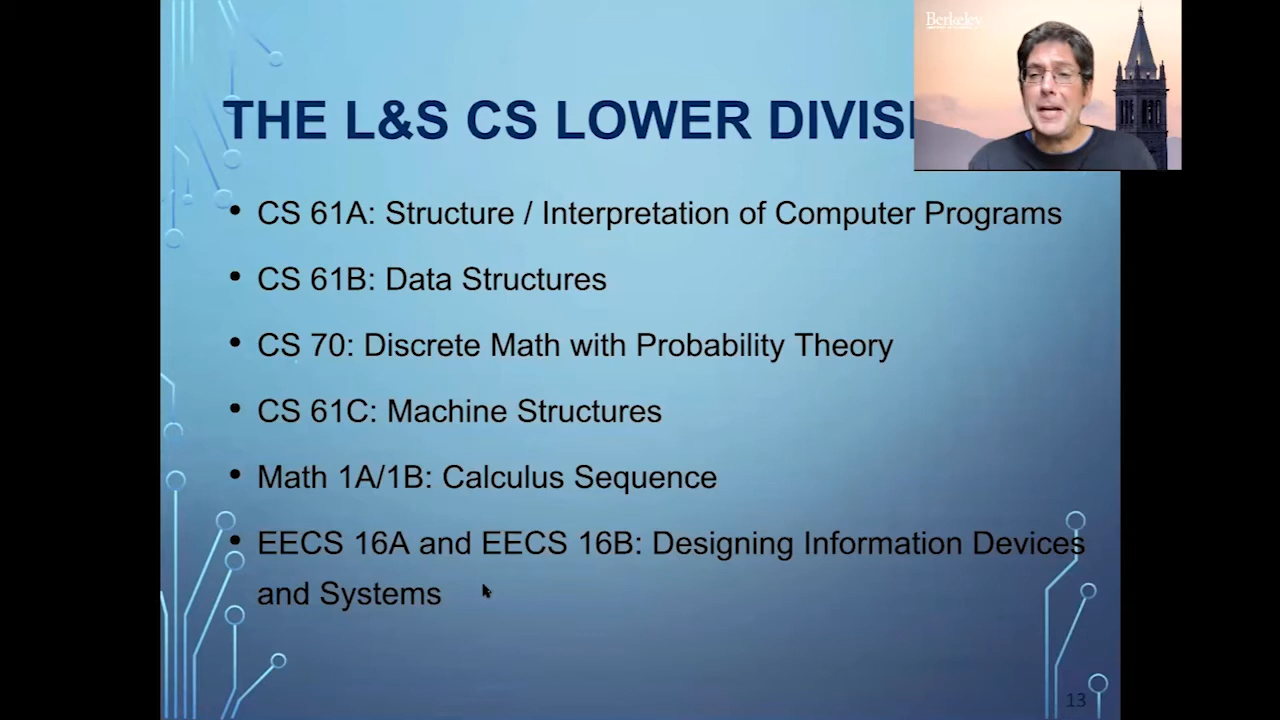 Berkeley
THE L&S CS LOWER DIVISI
• CS 61A: Structure / Interpretation of Computer Programs
• CS 61B: Data Structures
• CS 70: Discrete Math with Probability Theory
• CS 61C: Machine Structures
• Math 1A/1B: Calculus Sequence
• EECS 16A and EECS 16B: Designing Information Devices
and Systems
13